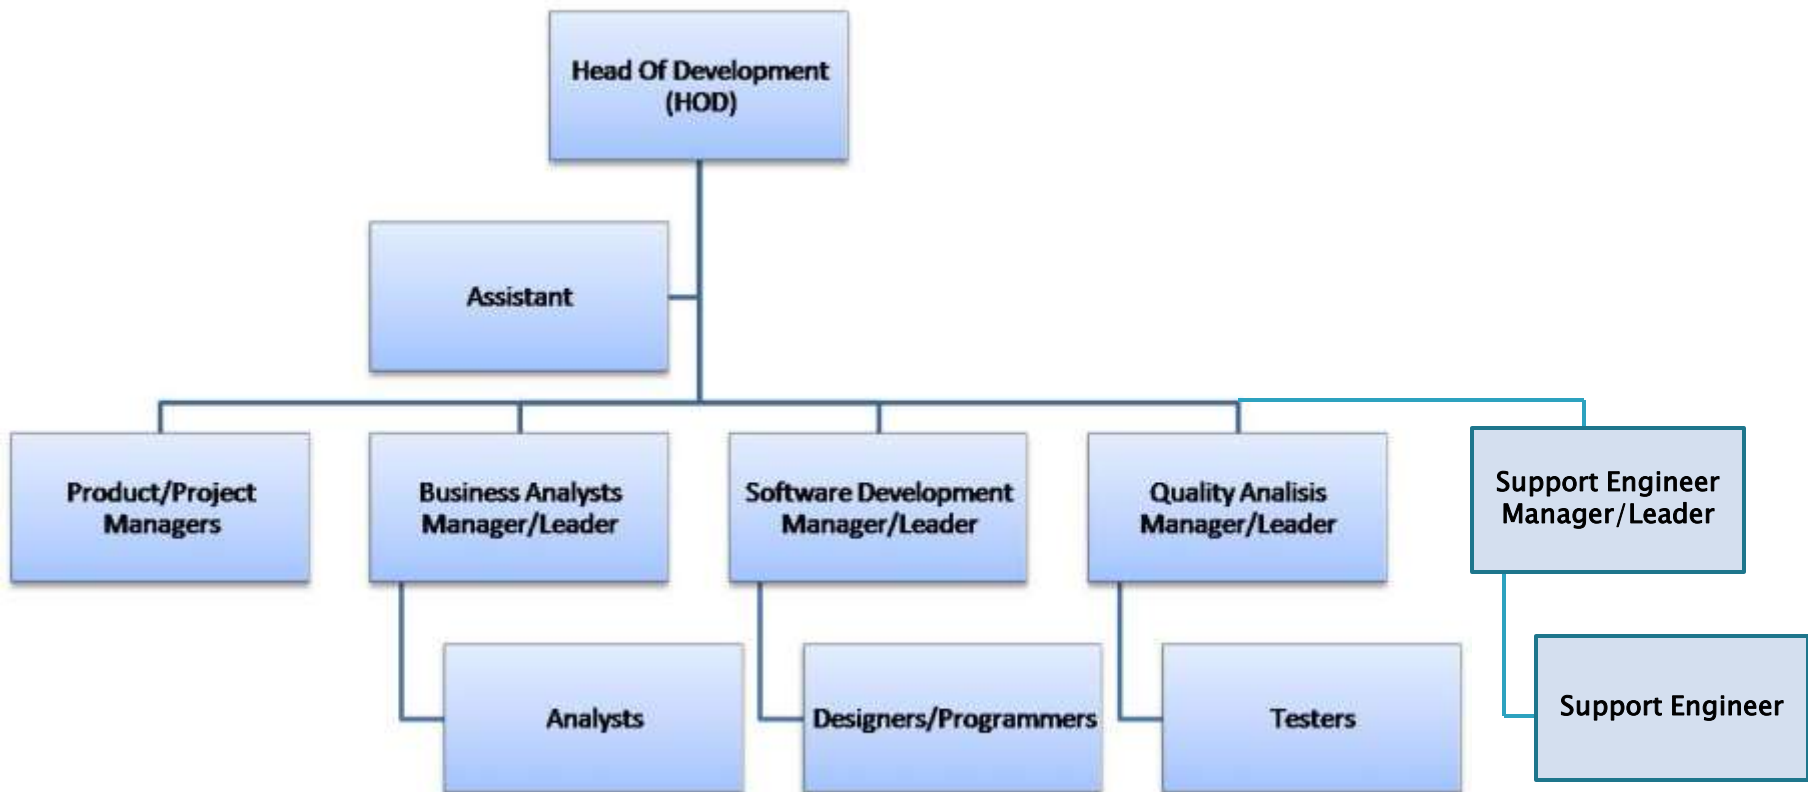 Head Of Development
(HOD)
Assistant
Product/Project
Managers
Business Analysts
Manager/Leader
Software Development
Manager/Leader
Quality Analisis
Manager/Leader
Support Engineer
Manager/Leader
Analysts
Designers/Programmers
Testers
Support Engineer